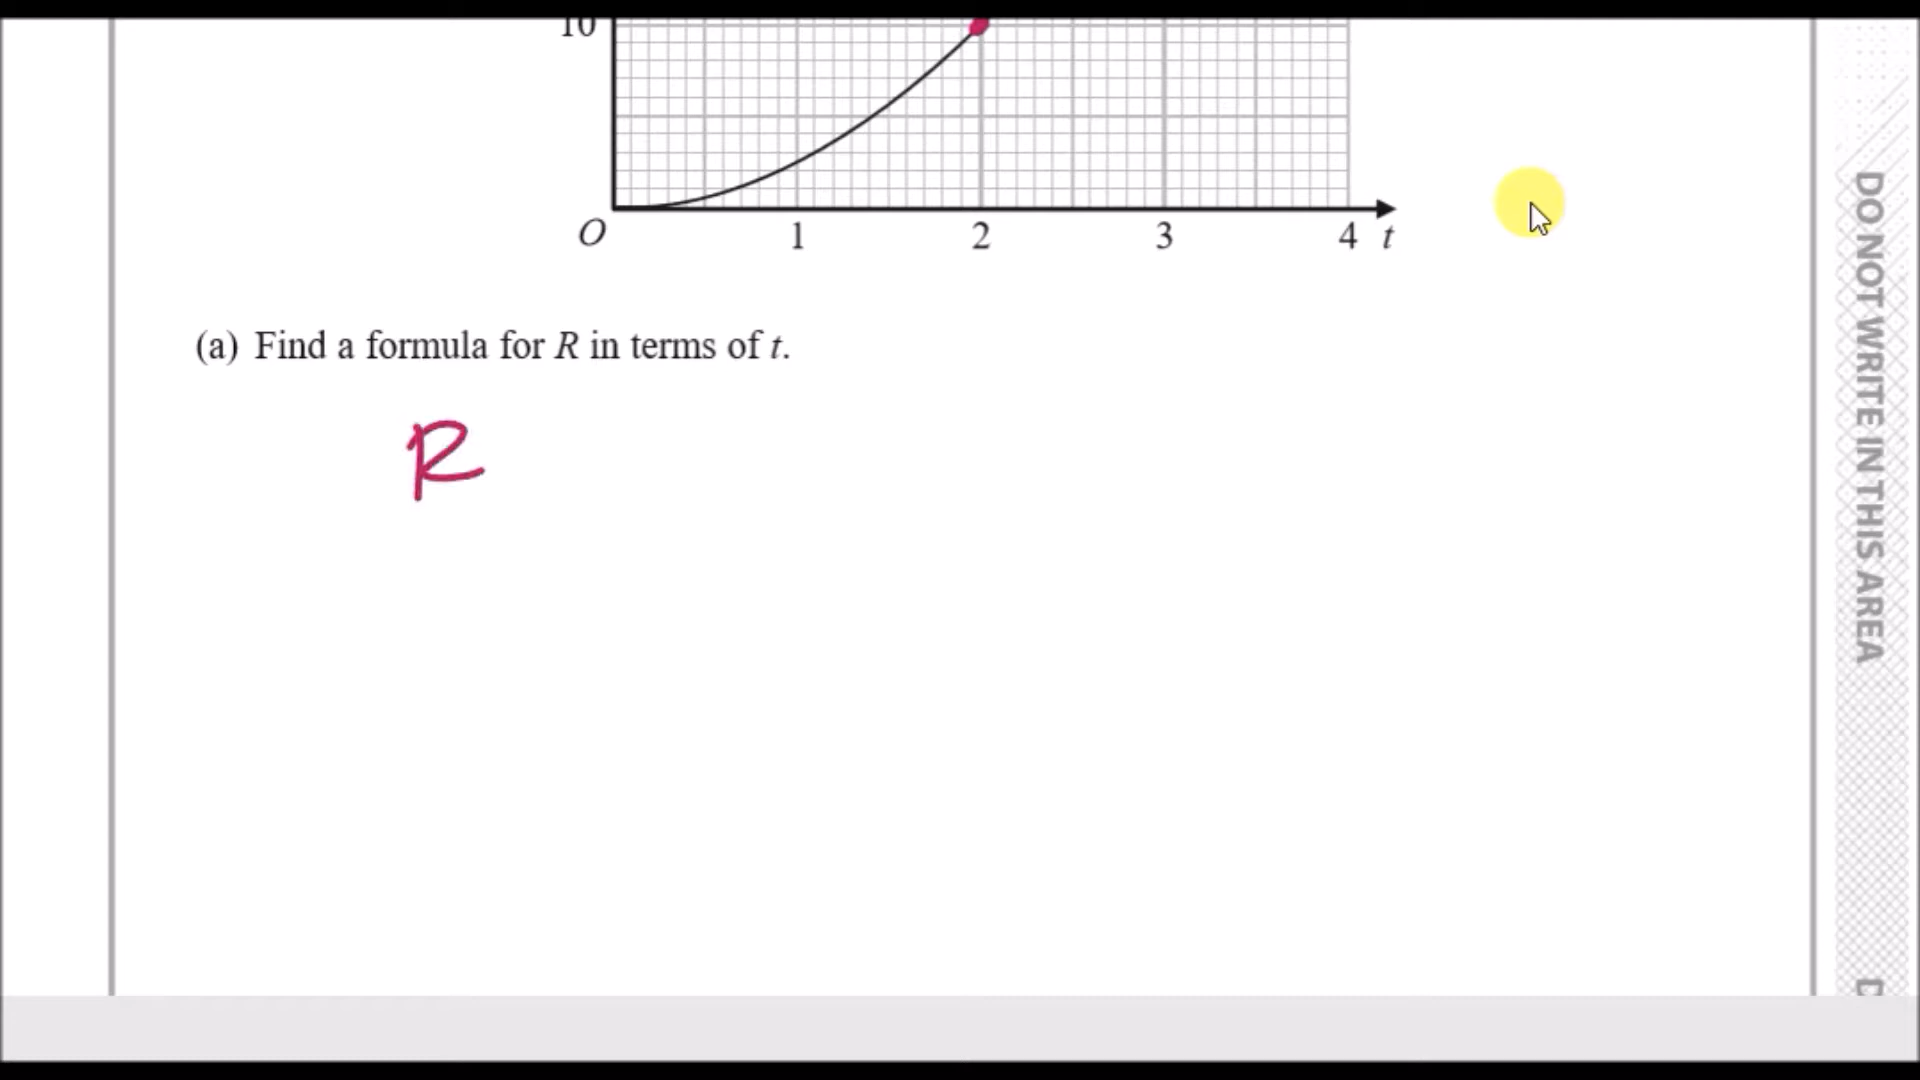 10
O 1 2 3 4 t
(a) Find a formula for R in terms of t.
R
DO NOT WRITE IN THIS AREA